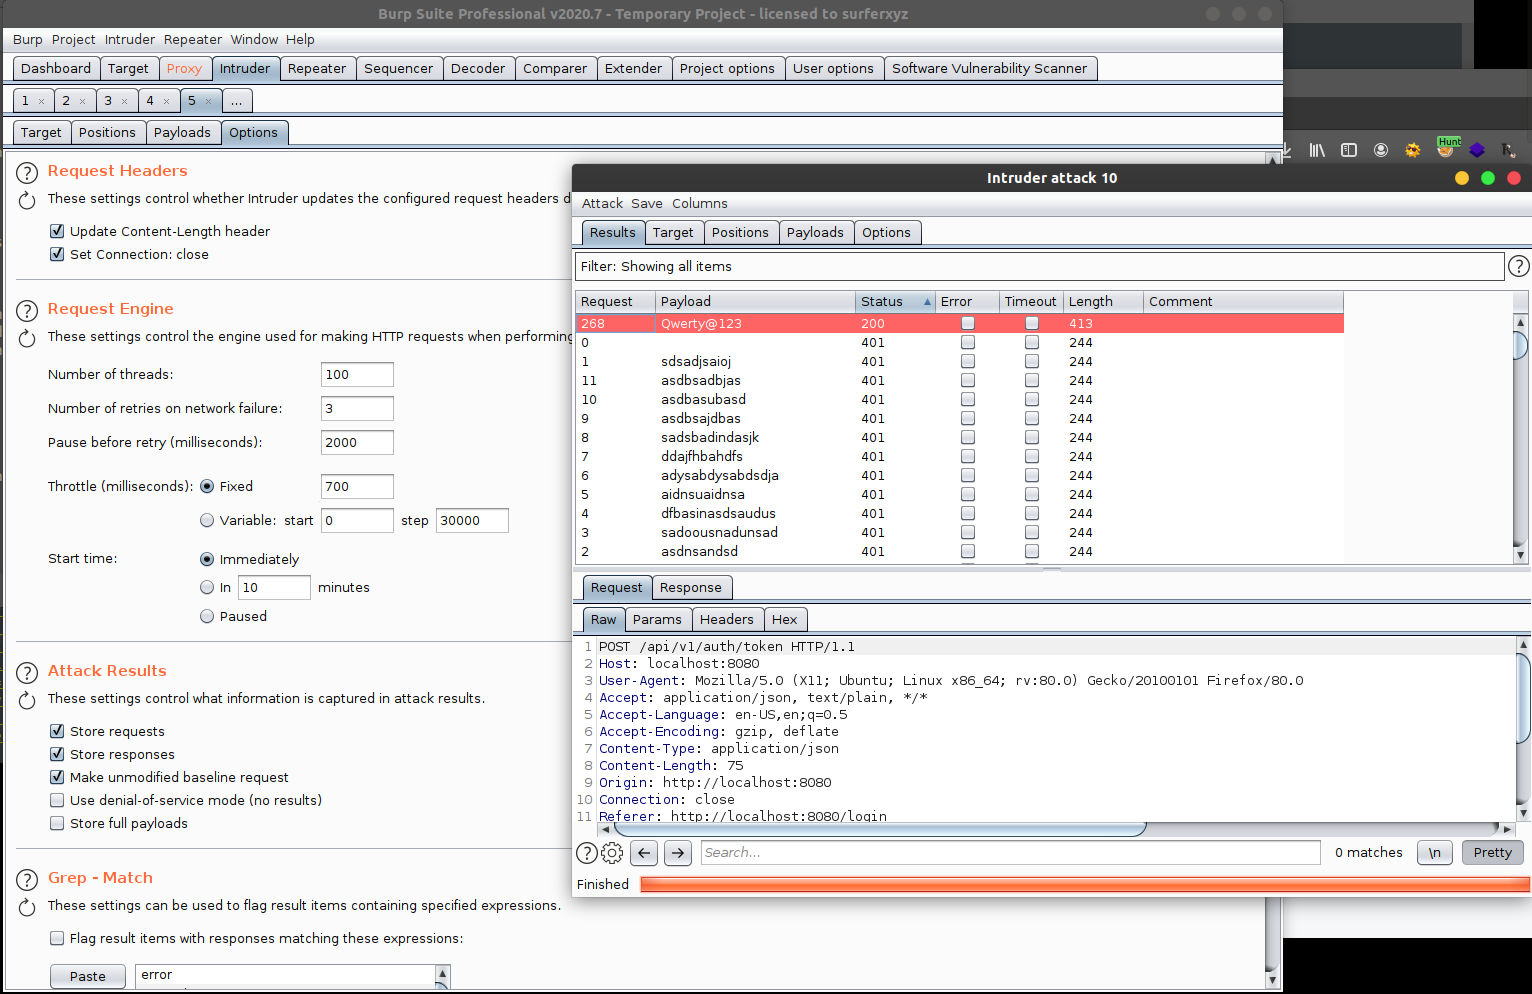 Burp Suite Professional v2020.7 - Temporary Project - licensed to surferxyz
Burp Project Intruder Repeater Window Help
Dashboard Target Proxy Intruder Repeater Sequencer Decoder Comparer Extender Project options User options Software Vulnerability Scanner
1 × 2 × 3 × 4 × 5 × ...
Target Positions Payloads Options
Request Headers
These settings control whether Intruder updates the configured request headers d
Update Content-Length header
Set Connection: close
Request Engine
These settings control the engine used for making HTTP requests when performing
Number of threads: 100
Number of retries on network failure: 3
Pause before retry (milliseconds): 2000
Throttle (milliseconds): Fixed 700
Variable: start 0 step 30000
Start time: Immediately
In 10 minutes
Paused
Attack Results
These settings control what information is captured in attack results.
Store requests
Store responses
Make unmodified baseline request
Use denial-of-service mode (no results)
Store full payloads
Grep - Match
These settings can be used to flag result items containing specified expressions.
Flag result items with responses matching these expressions:
Paste error
Hunt
Intruder attack 10
Attack Save Columns
Results Target Positions Payloads Options
Filter: Showing all items
Request Payload Status Error Timeout Length Comment
268 Qwerty@123 200 413
0 401 244
1 sdsadjsaioj 401 244
11 asdbsadbjas 401 244
10 asdbasubasd 401 244
9 asdbsajdbas 401 244
8 sadsbadindasjk 401 244
7 ddajfhbahdfs 401 244
6 adysabdysabdsdja 401 244
5 aidnsuaidnsa 401 244
4 dfbasinasdsaudus 401 244
3 sadoousnadunsad 401 244
2 asdnsandsd 401 244
Request Response
Raw Params Headers Hex
1 POST /api/v1/auth/token HTTP/1.1
2 Host: localhost:8080
3 User-Agent: Mozilla/5.0 (X11; Ubuntu; Linux x86_64; rv:80.0) Gecko/20100101 Firefox/80.0
4 Accept: application/json, text/plain, */*
5 Accept-Language: en-US,en;q=0.5
6 Accept-Encoding: gzip, deflate
7 Content-Type: application/json
8 Content-Length: 75
9 Origin: http://localhost:8080
10 Connection: close
11 Referer: http://localhost:8080/login
Search... 0 matches \n Pretty
Finished